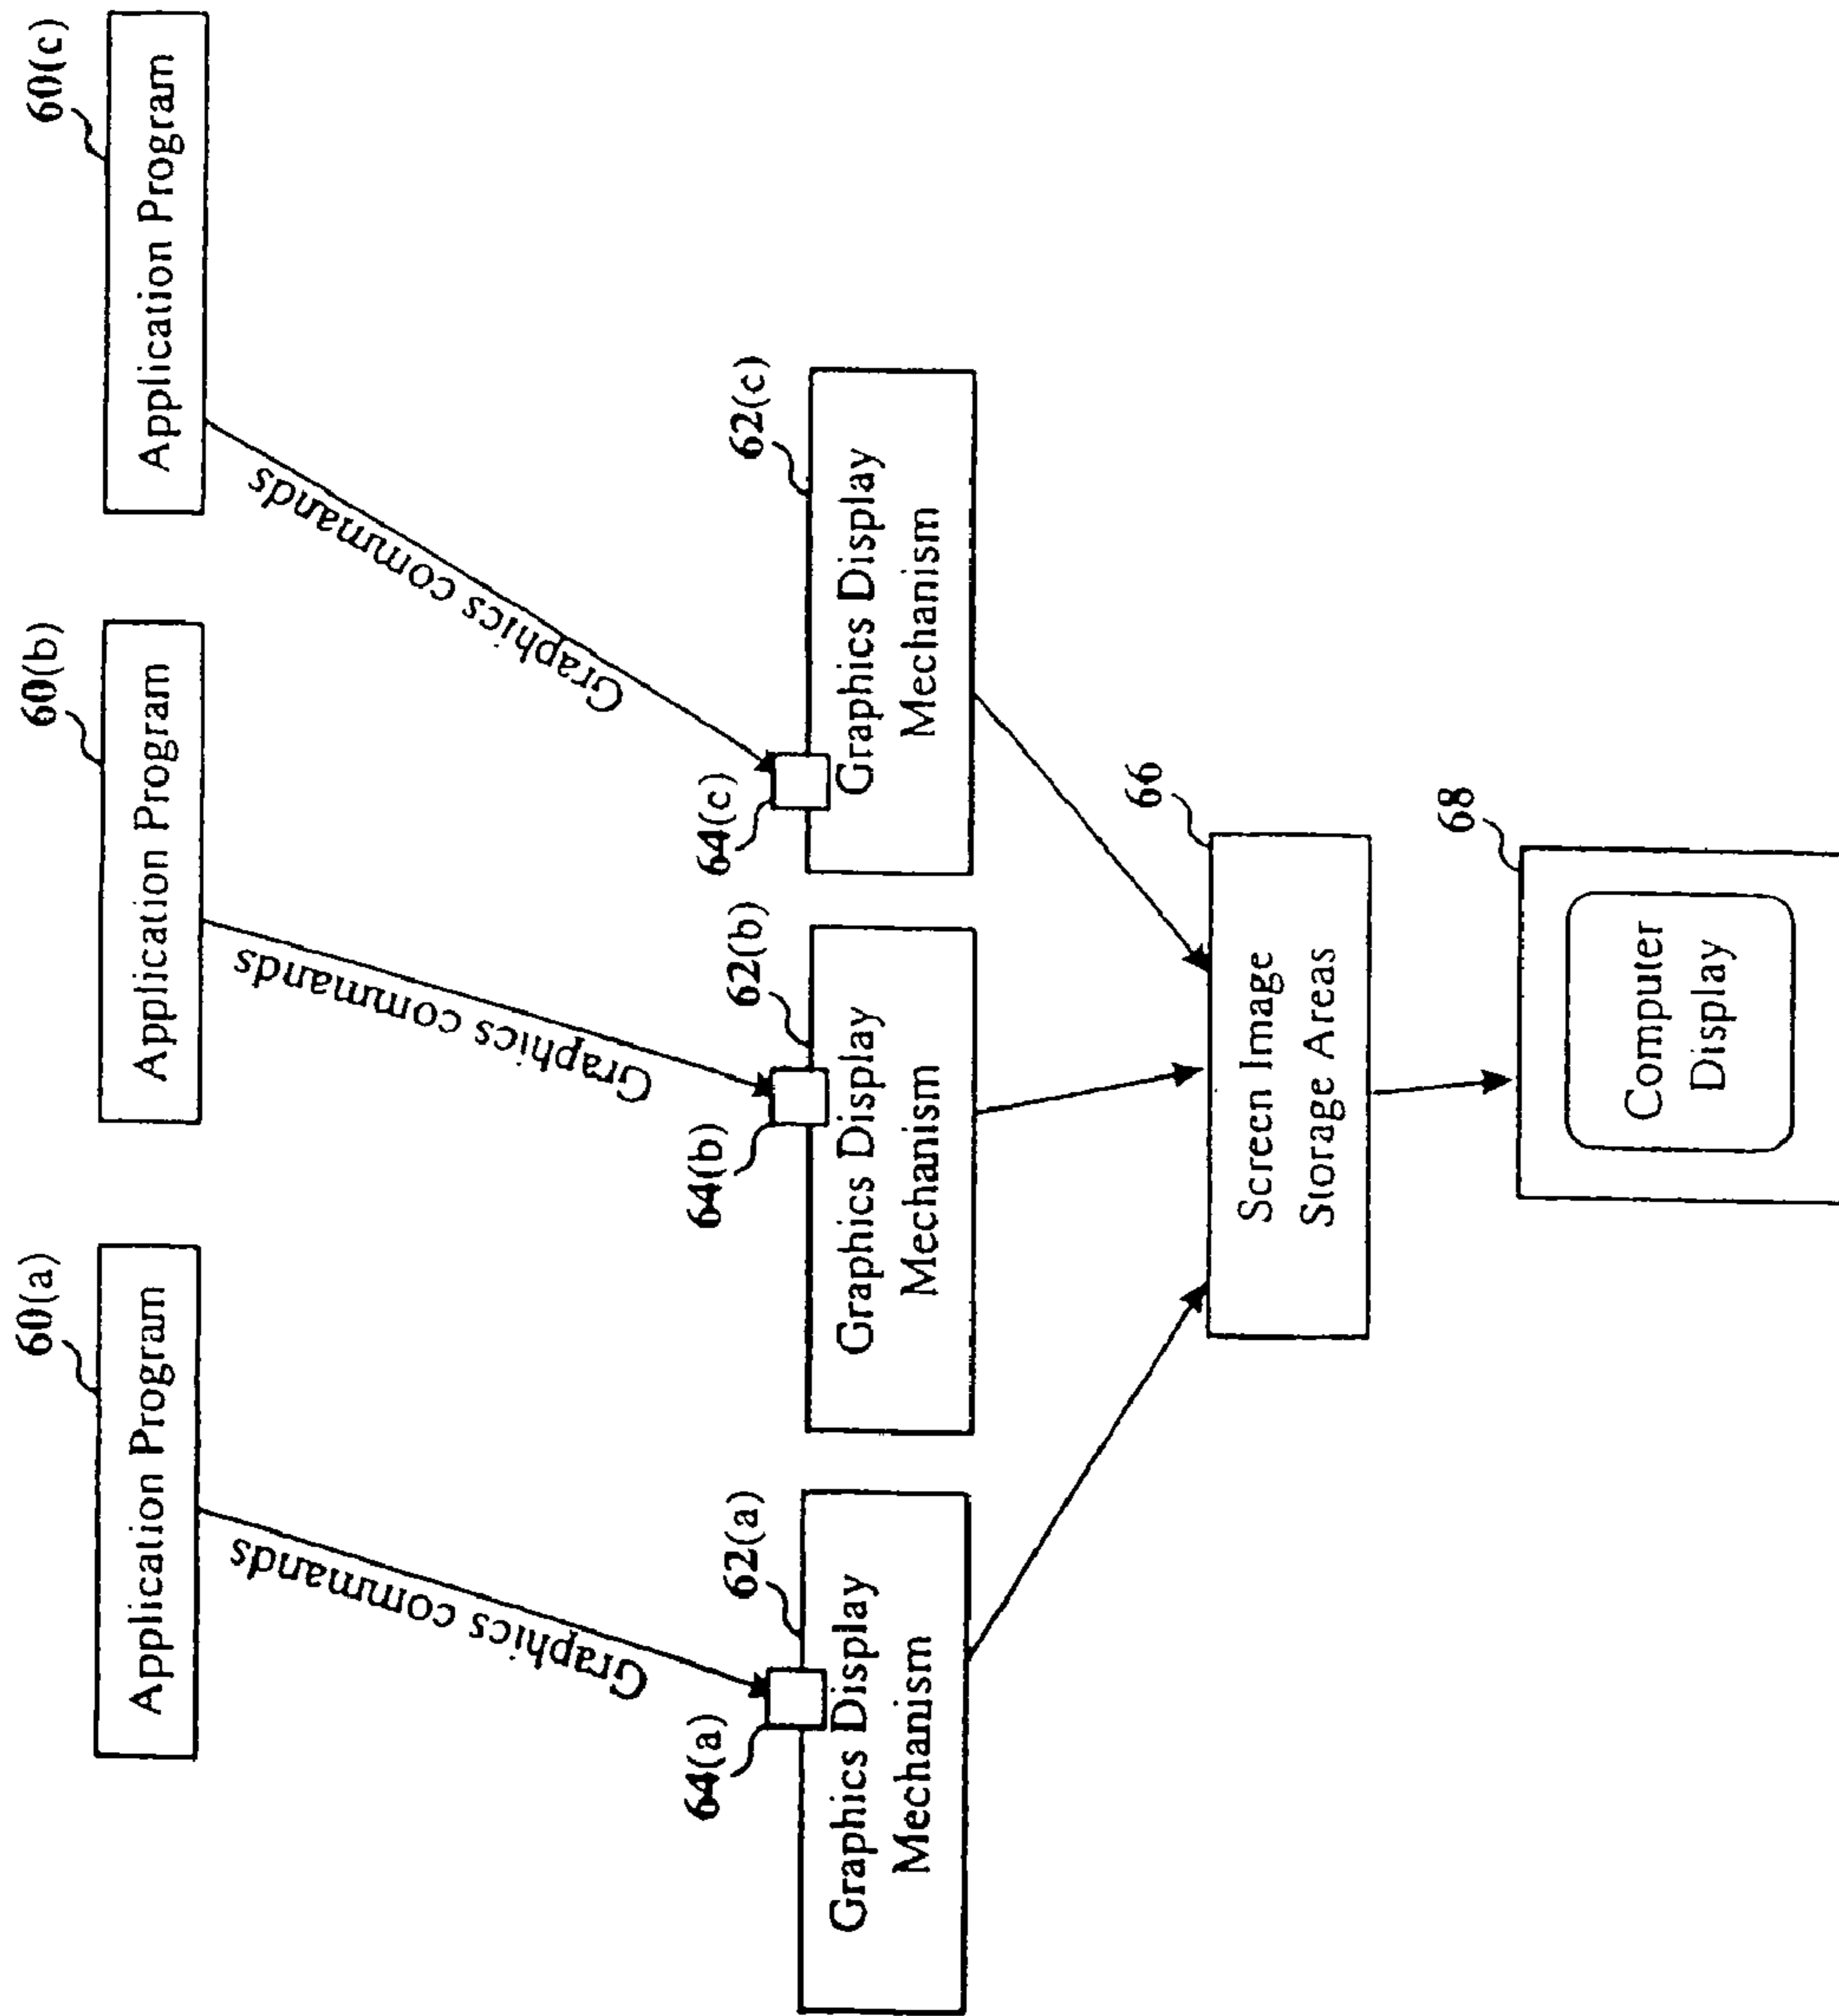 60(a)
Application Program
60(b)
Application Program
60(c)
Application Program
Graphics commands
Graphics commands
Graphics commands
64(a)
62(a)
Graphics Display
Mechanism
64(b)
62(b)
Graphics Display
Mechanism
64(c)
62(c)
Graphics Display
Mechanism
66
Screen Image
Storage Areas
68
Computer
Display